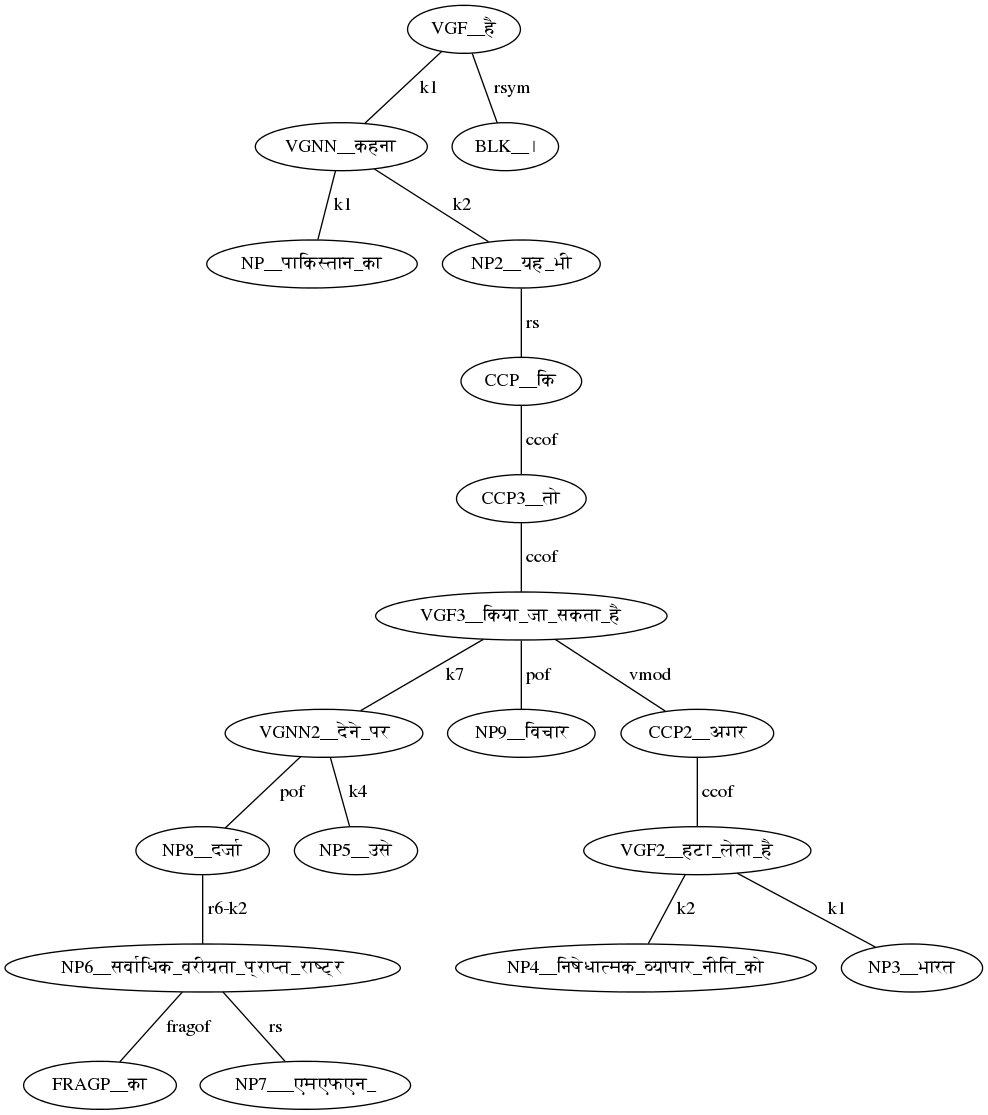 VGF__है
k1 rsym
VGNN__कहना BLK__।
k1 k2
NP__पाकिस्तान_का NP2__यह_भी
rs
CCP__कि
ccof
CCP3__तो
ccof
VGF3__किया_जा_सकता_है
k7 pof vmod
VGNN2__देने_पर NP9__विचार CCP2__अगर
pof k4 ccof
NP8__दर्जा NP5__उसे VGF2__हटा_लेता_है
r6-k2 k2 k1
NP6__सर्वाधिक_वरीयता_प्राप्त_राष्ट्र NP4__निषेधात्मक_व्यापार_नीति_को NP3__भारत
fragof rs
FRAGP__का NP7___एमएफएन_